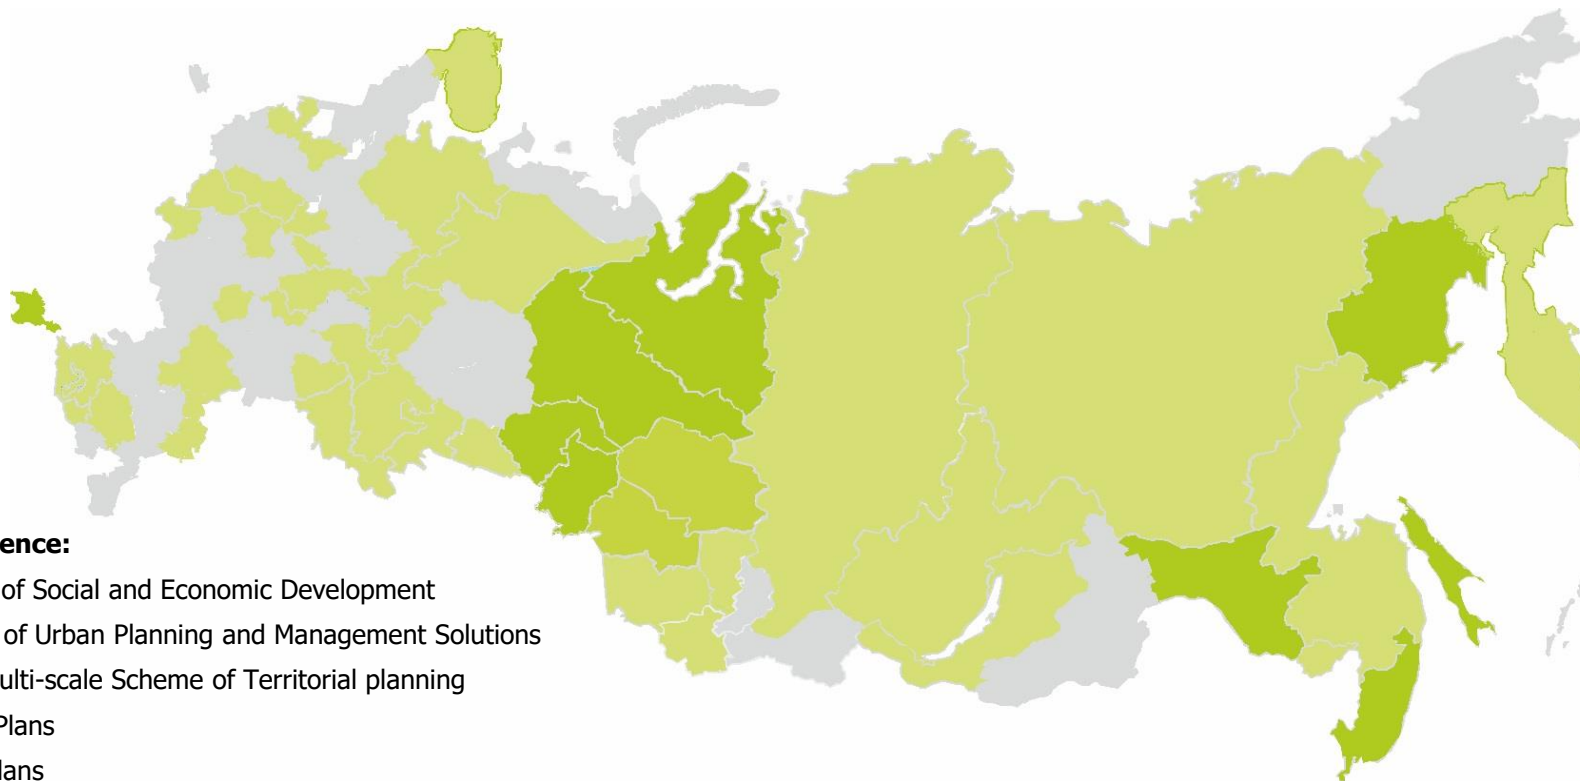 ence:
of Social and Economic Development
of Urban Planning and Management Solutions
ulti-scale Scheme of Territorial planning
Plans
lans